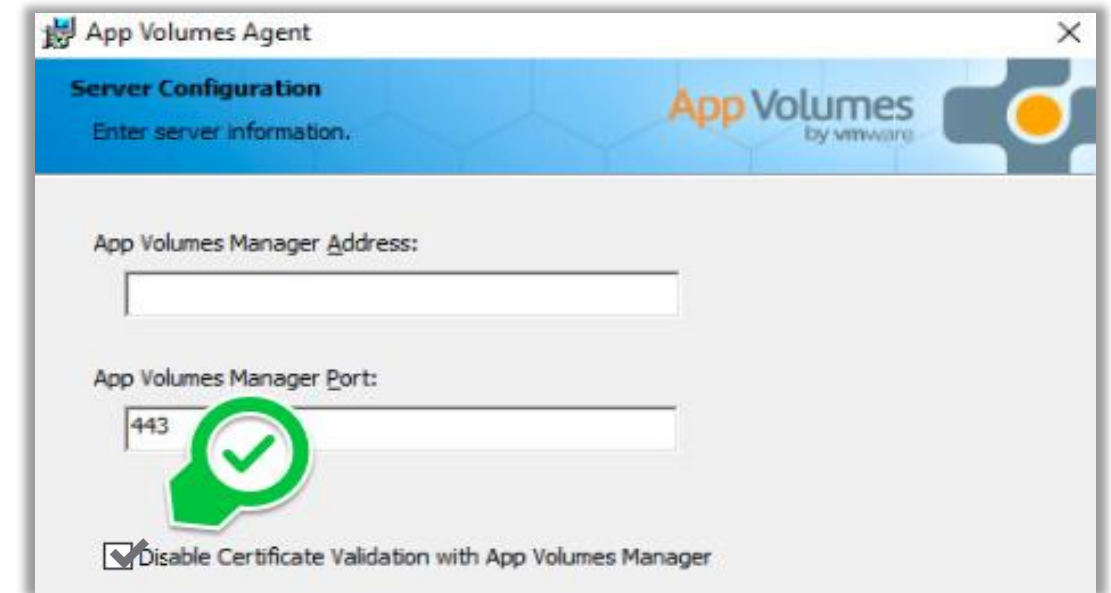 App Volumes Agent
Server Configuration
Enter server information.
App Volumes
by vmware
App Volumes Manager Address:
App Volumes Manager Port:
443
Disable Certificate Validation with App Volumes Manager